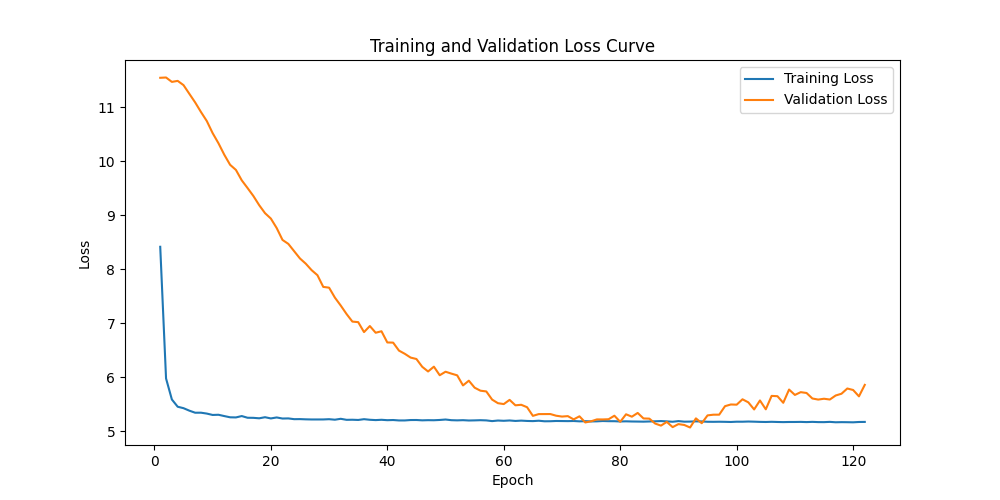 Training and Validation Loss Curve
Training Loss
Validation Loss
11
10
9
8
7
6
5
Loss
0 20 40 60 80 100 120
Epoch